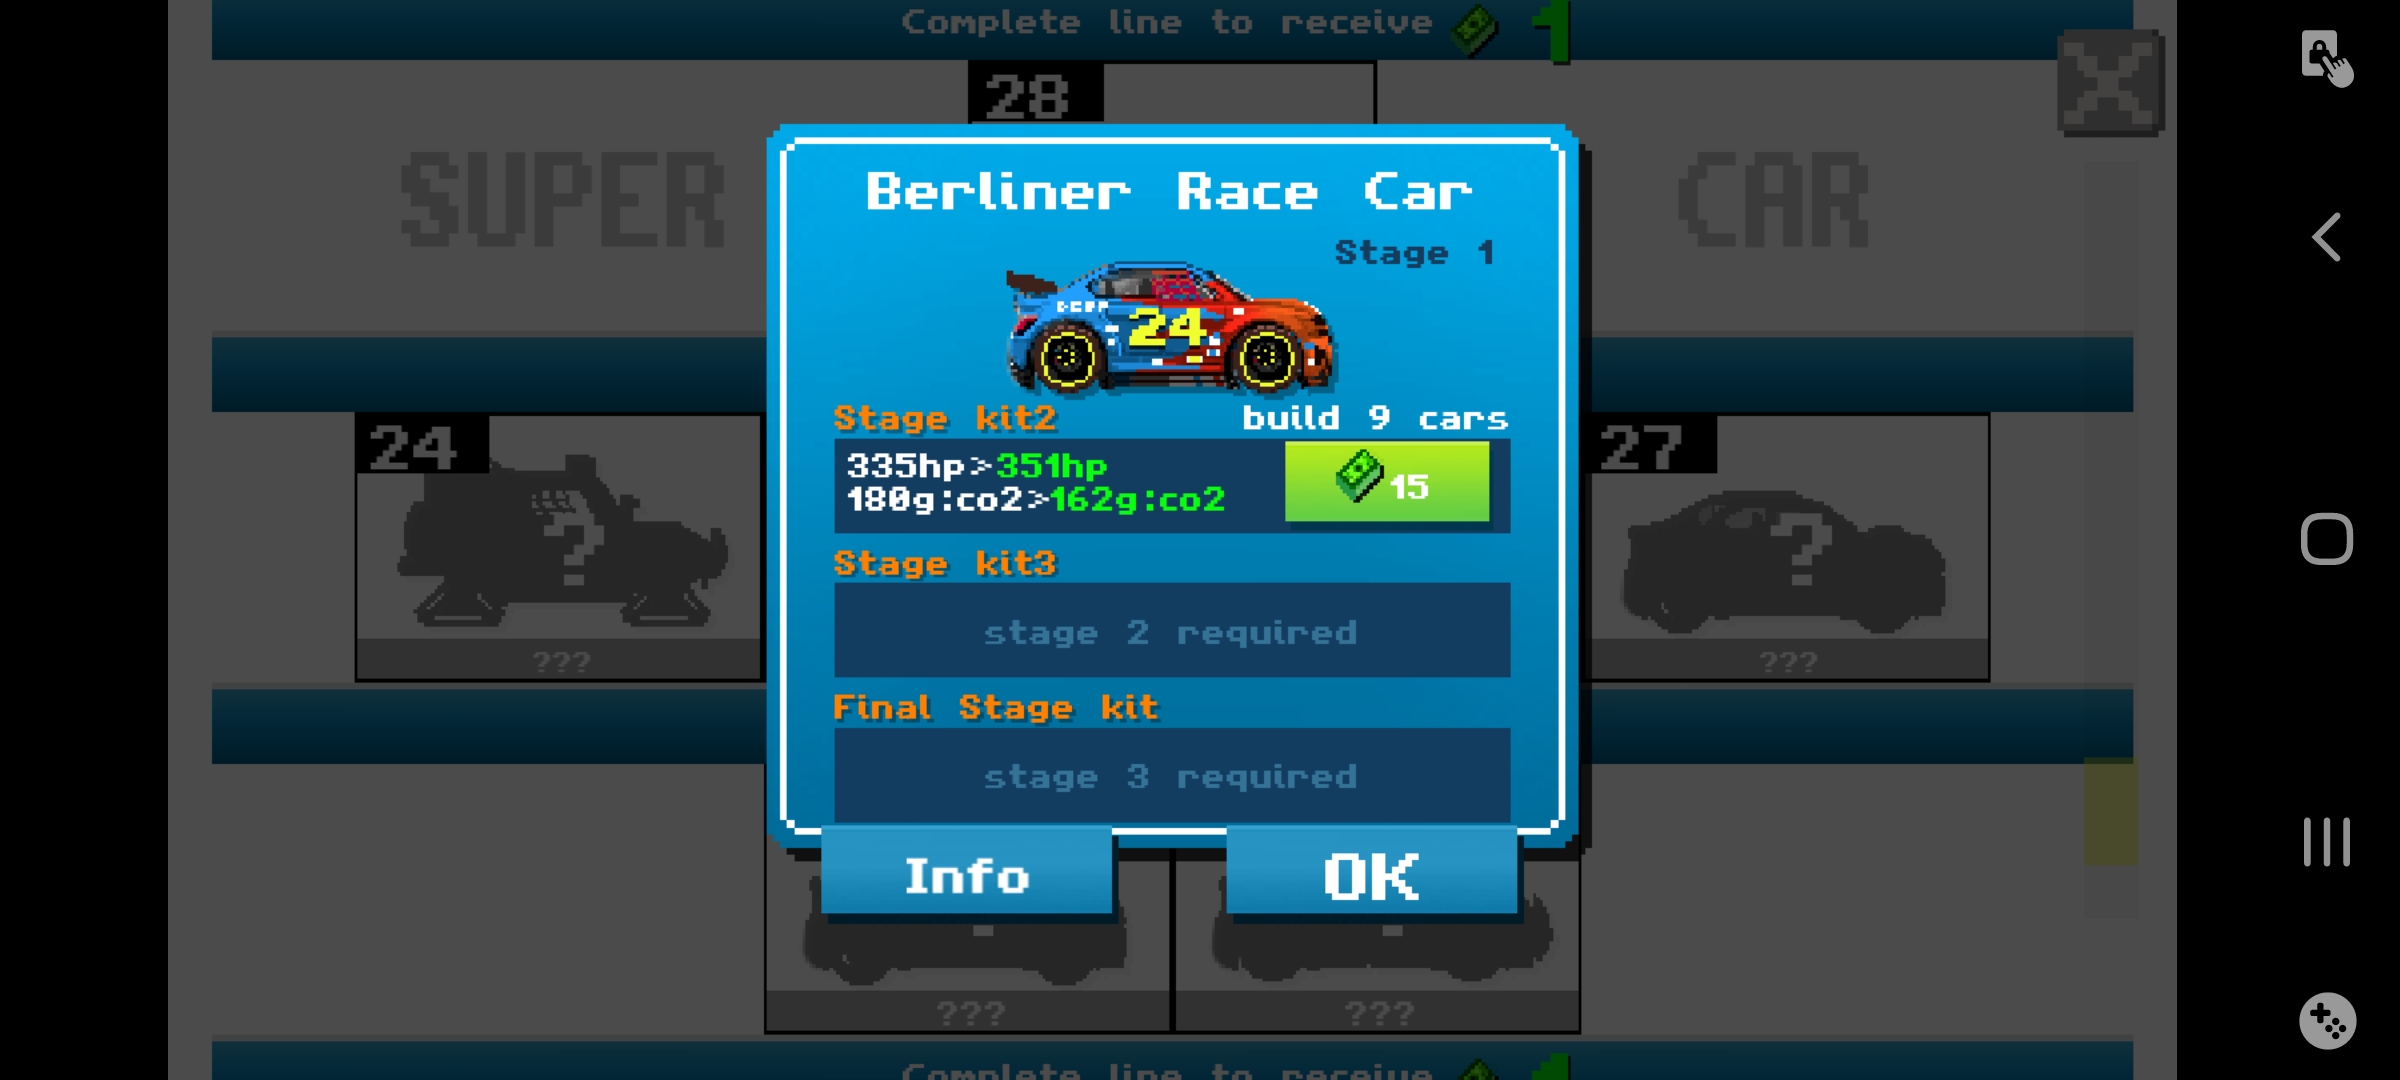 Complete line to receive 1
28
SUPER CAR
Berliner Race Car
Stage 1
24
Stage kit2 build 9 cars
335hp>351hp
180g:co2>162g:co2
15
24
27
Stage kit3
stage 2 required
?
?
???
???
Final Stage kit
stage 3 required
Info
OK
???
???
Complete line to receive 1